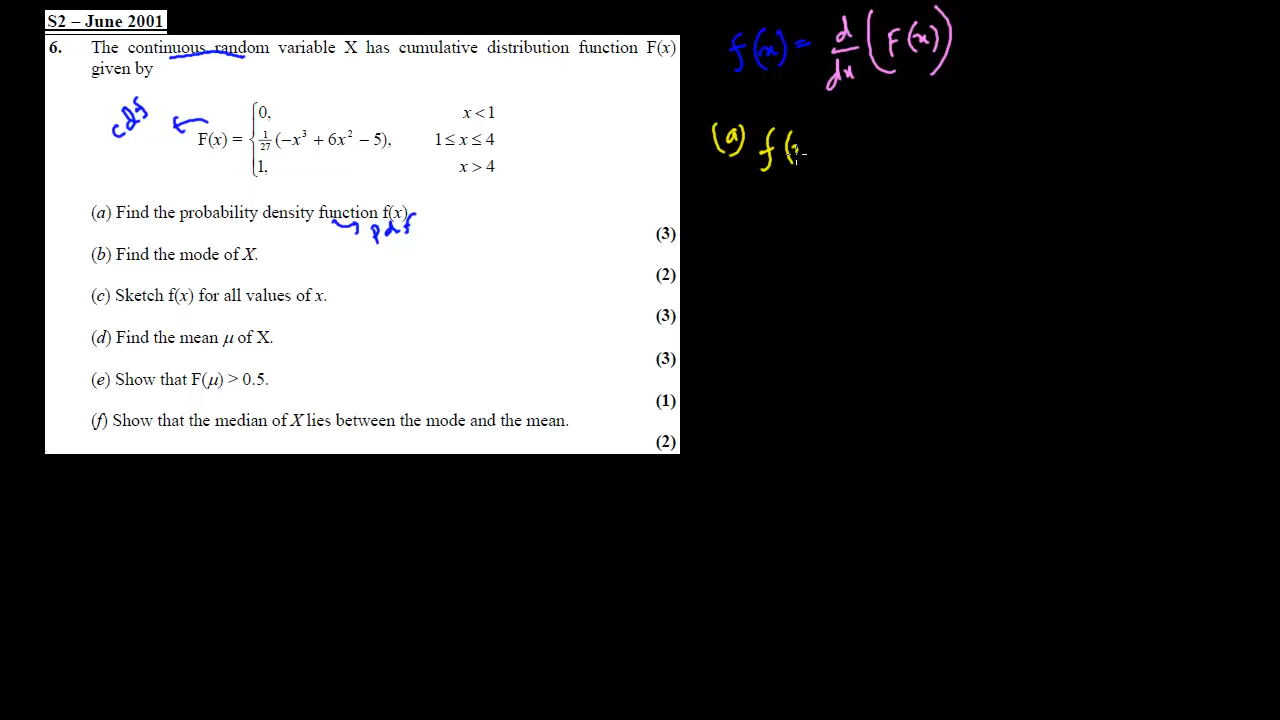 S2 – June 2001
6. The continuous random variable X has cumulative distribution function F(x)
given by
cdf
F(x) = { 0, x < 1
1/27 (−x³ + 6x² − 5), 1 ≤ x ≤ 4
1, x > 4
(a) Find the probability density function f(x).
pdf
(3)
(b) Find the mode of X.
(2)
(c) Sketch f(x) for all values of x.
(3)
(d) Find the mean μ of X.
(3)
(e) Show that F(μ) > 0.5.
(1)
(f) Show that the median of X lies between the mode and the mean.
(2)
f(x) = d/dx (F(x))
(a) f(